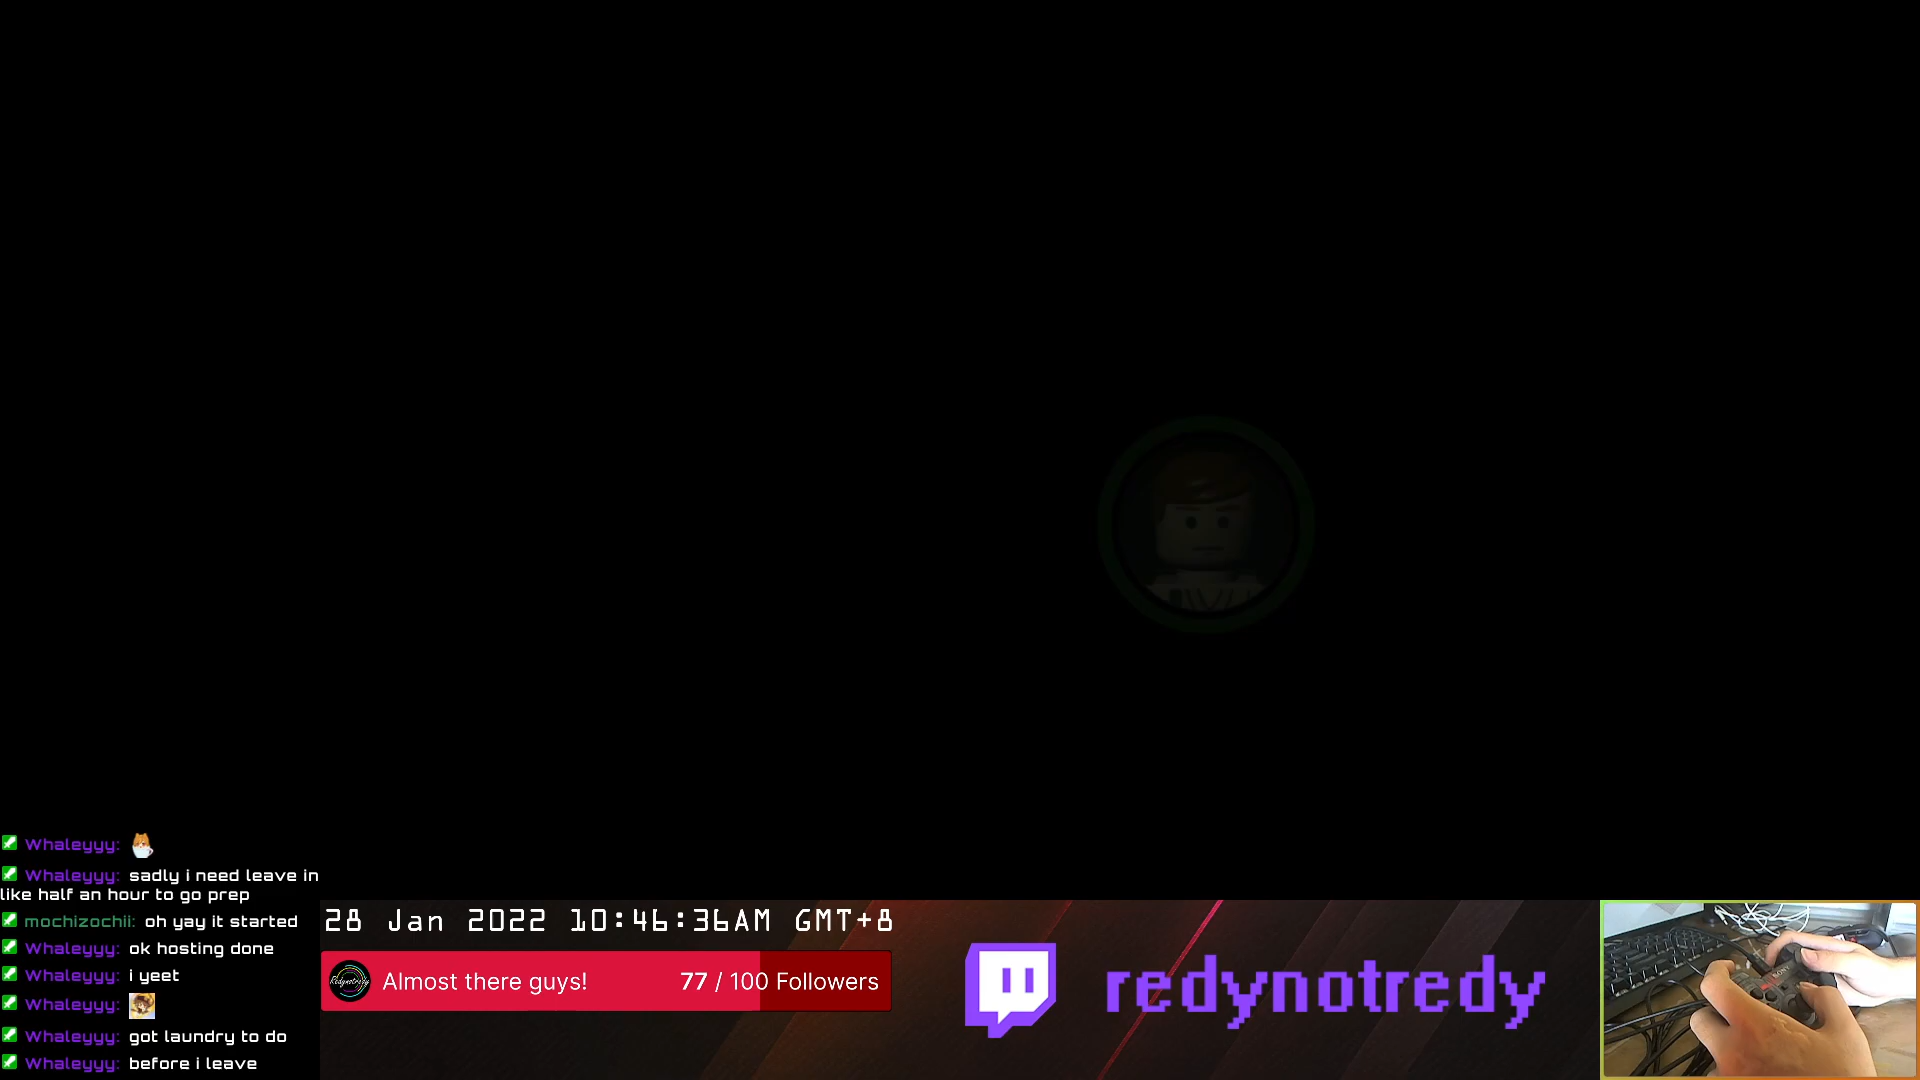 Whaleyyy:
Whaleyyy: sadly i need leave in
like half an hour to go prep
mochizochii: oh yay it started
Whaleyyy: ok hosting done
Whaleyyy: i yeet
Whaleyyy:
Whaleyyy: got laundry to do
Whaleyyy: before i leave
28 Jan 2022 10:46:36AM GMT+8
Redynotredy
Almost there guys! 77 / 100 Followers
redynotredy
SONY